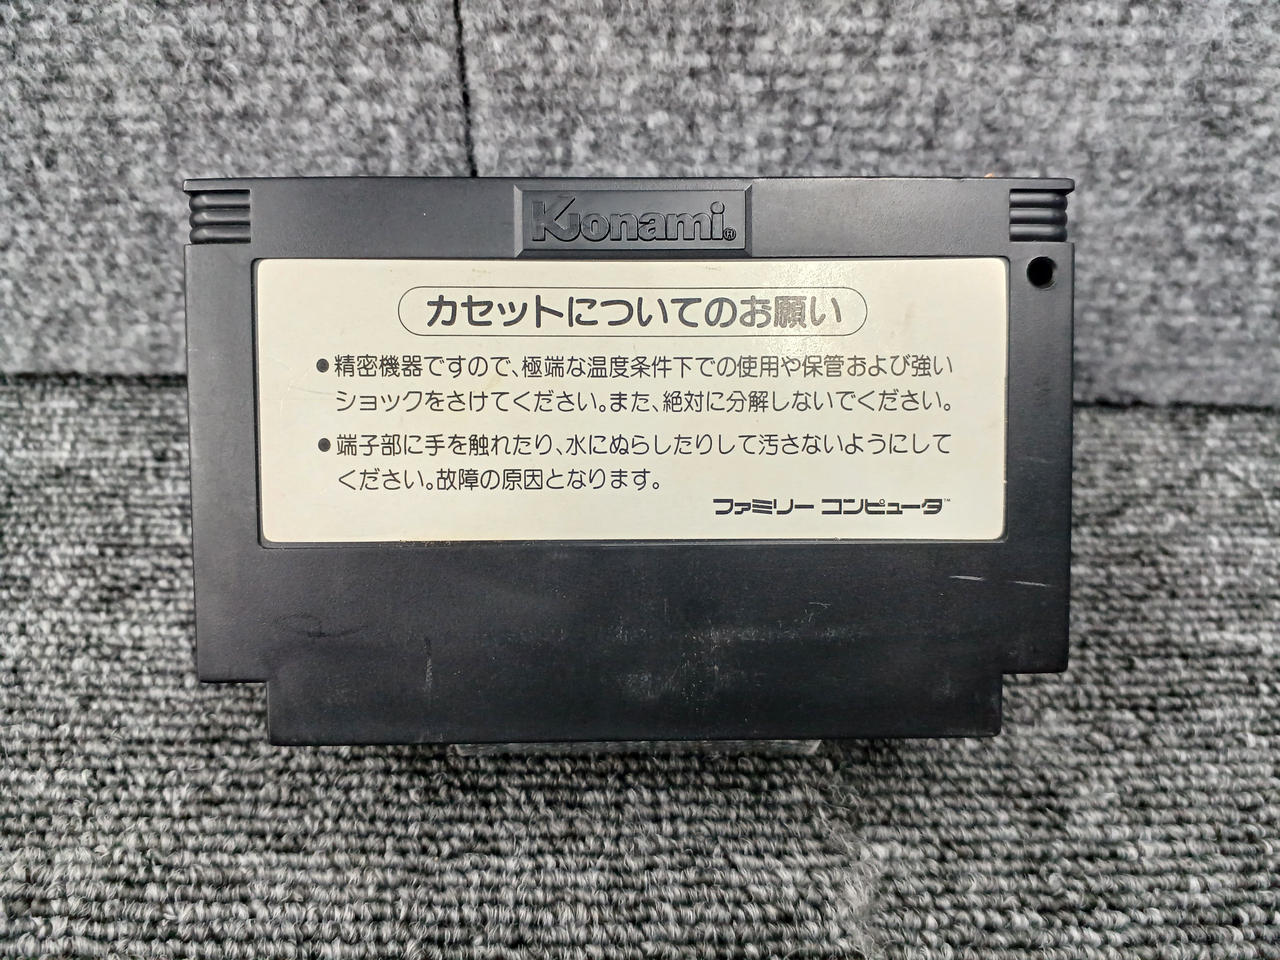 Konami®
カセットについてのお願い
●精密機器ですので、極端な温度条件下での使用や保管および強い
ショックをさけてください。また、絶対に分解しないでください。
●端子部に手を触れたり、水にぬらしたりして汚さないようにして
ください。故障の原因となります。
ファミリーコンピュータ™